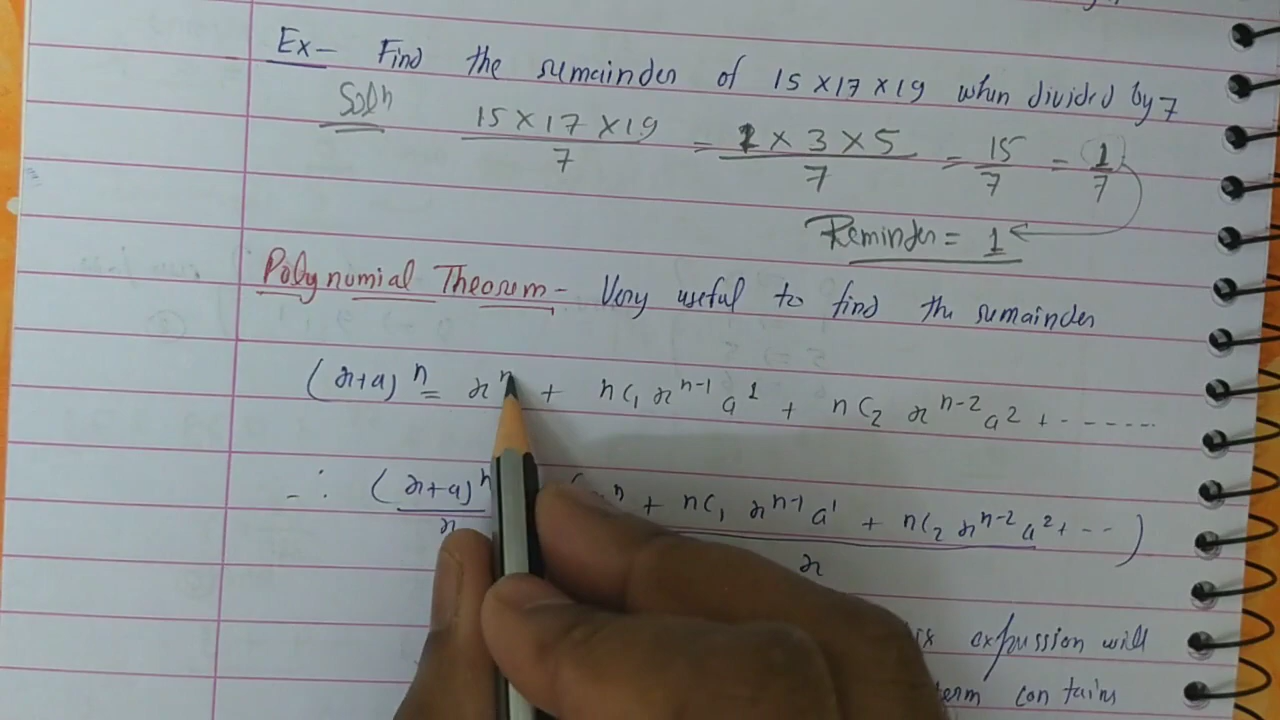 Ex- Find the remainder of 15 × 17 × 19 when divided by 7
Soln 15 × 17 × 19 / 7 = 1 × 3 × 5 / 7 = 15 / 7 = 1 / 7
Reminder = 1
Polynomial Theorem - Very useful to find the remainder
(x+a)^n = x^n + nC1 x^n-1 a^1 + nC2 x^n-2 a^2 + ------
∴ (x+a)^n / x x^n + nC1 x^n-1 a^1 + nC2 x^n-2 a^2 + -- ) / x
expression will
term contains